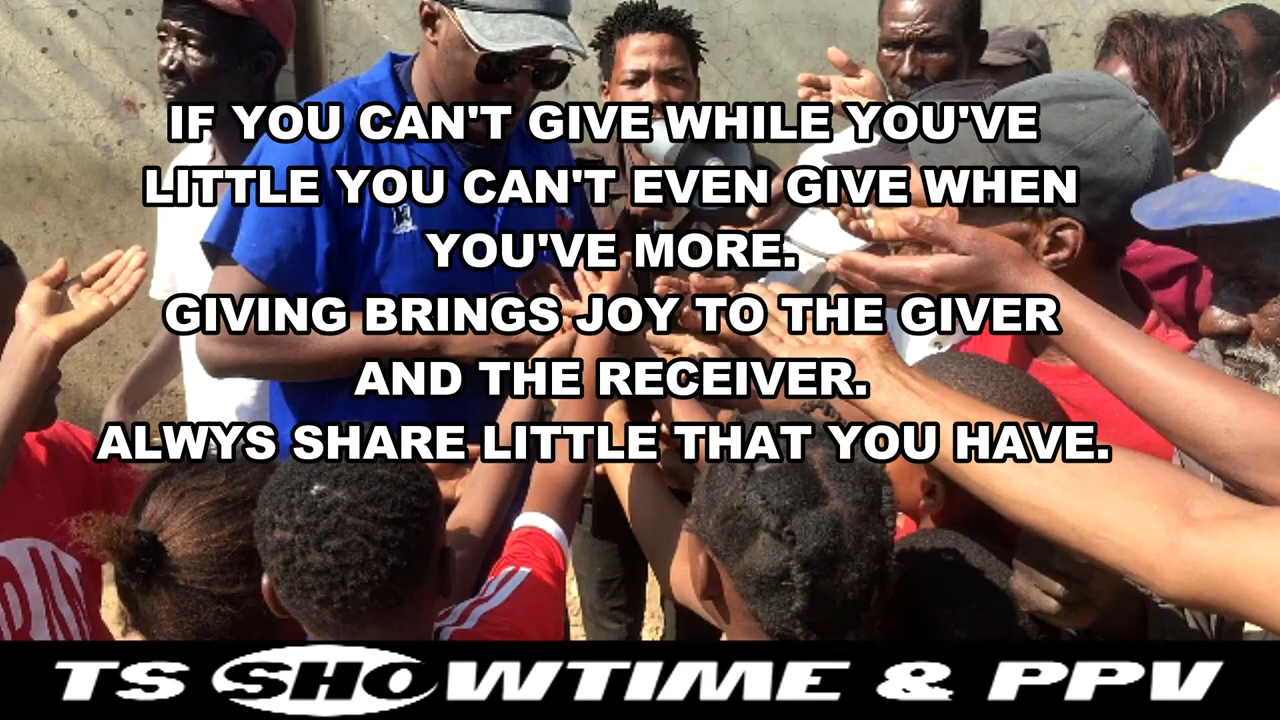 IF YOU CAN'T GIVE WHILE YOU'VE
LITTLE YOU CAN'T EVEN GIVE WHEN
YOU'VE MORE.
GIVING BRINGS JOY TO THE GIVER
AND THE RECEIVER.
ALWYS SHARE LITTLE THAT YOU HAVE.
TS SHOWTIME & PPV